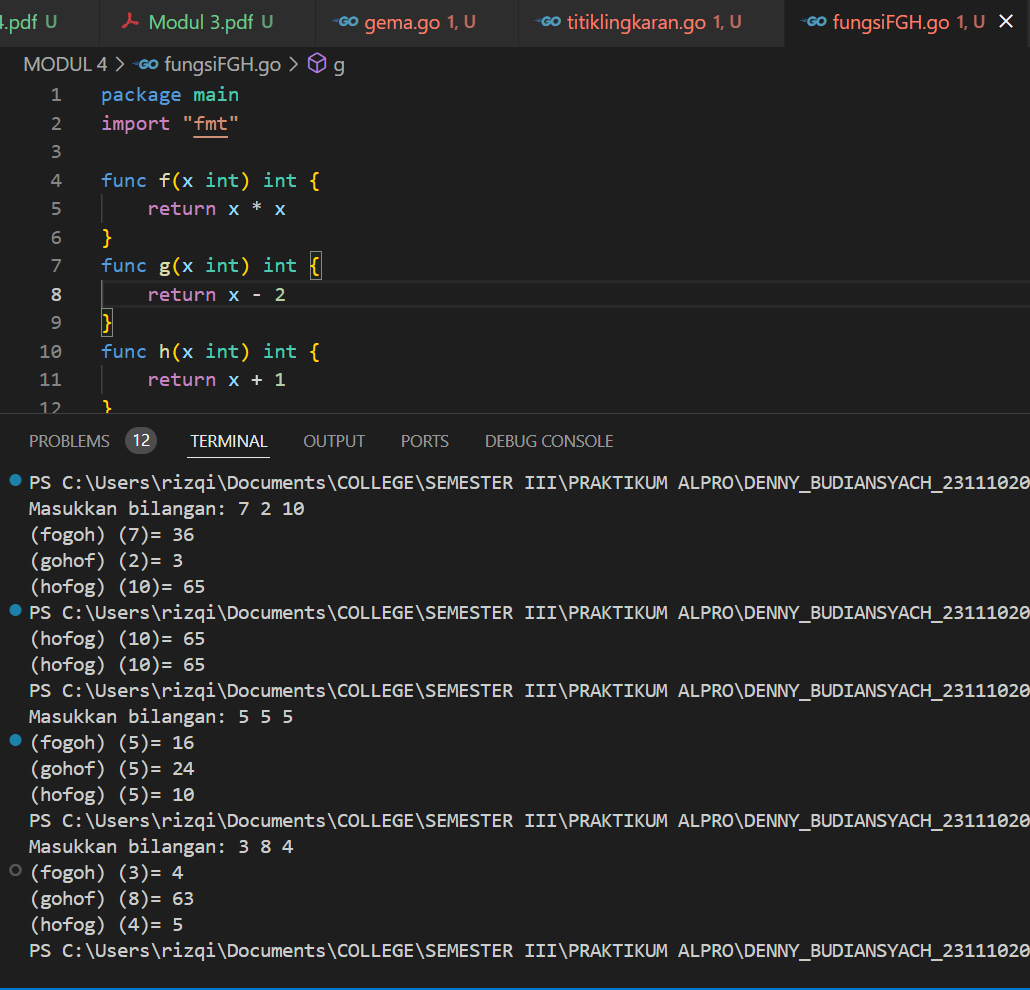 4.pdf U Modul 3.pdf U gema.go 1, U titiklingkaran.go 1, U fungsiFGH.go 1, U
MODUL 4 > fungsiFGH.go > g
1 package main
2 import "fmt"
3
4 func f(x int) int {
5 return x * x
6 }
7 func g(x int) int {
8 return x - 2
9 }
10 func h(x int) int {
11 return x + 1
12 }
PROBLEMS 12 TERMINAL OUTPUT PORTS DEBUG CONSOLE
PS C:\Users\rizqi\Documents\COLLEGE\SEMESTER III\PRAKTIKUM ALPRO\DENNY_BUDIANSYACH_23111020
Masukkan bilangan: 7 2 10
(fogoh) (7)= 36
(gohof) (2)= 3
(hofog) (10)= 65
PS C:\Users\rizqi\Documents\COLLEGE\SEMESTER III\PRAKTIKUM ALPRO\DENNY_BUDIANSYACH_23111020
(hofog) (10)= 65
(hofog) (10)= 65
PS C:\Users\rizqi\Documents\COLLEGE\SEMESTER III\PRAKTIKUM ALPRO\DENNY_BUDIANSYACH_23111020
Masukkan bilangan: 5 5 5
(fogoh) (5)= 16
(gohof) (5)= 24
(hofog) (5)= 10
PS C:\Users\rizqi\Documents\COLLEGE\SEMESTER III\PRAKTIKUM ALPRO\DENNY_BUDIANSYACH_23111020
Masukkan bilangan: 3 8 4
(fogoh) (3)= 4
(gohof) (8)= 63
(hofog) (4)= 5
PS C:\Users\rizqi\Documents\COLLEGE\SEMESTER III\PRAKTIKUM ALPRO\DENNY_BUDIANSYACH_23111020